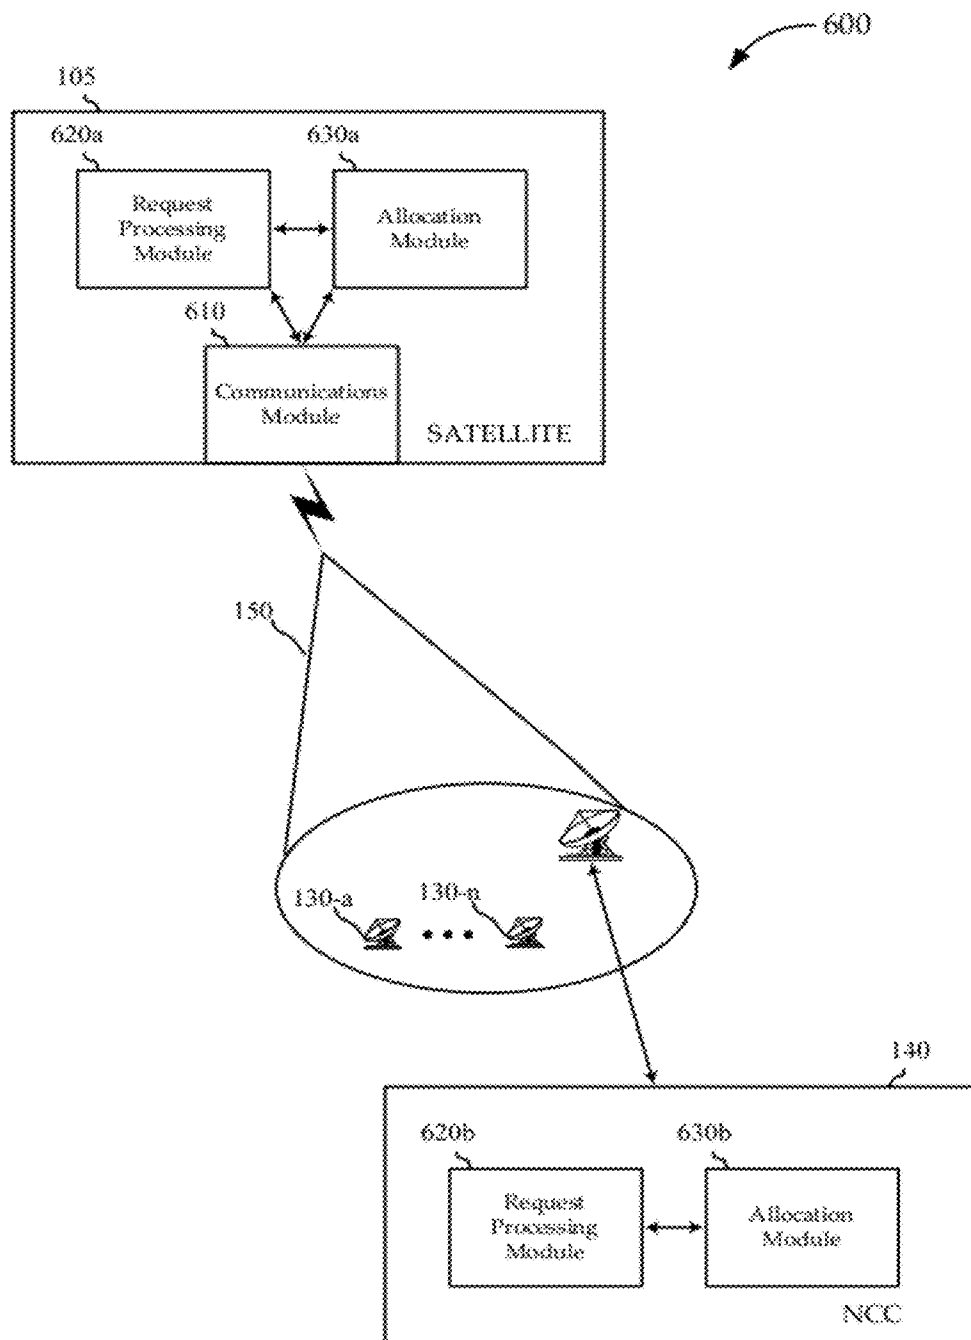 600
105
620a
630a
Request
Processing
Module
Allocation
Module
610
Communications
Module
SATELLITE
150
130-a
130-n
140
620b
630b
Request
Processing
Module
Allocation
Module
NCC